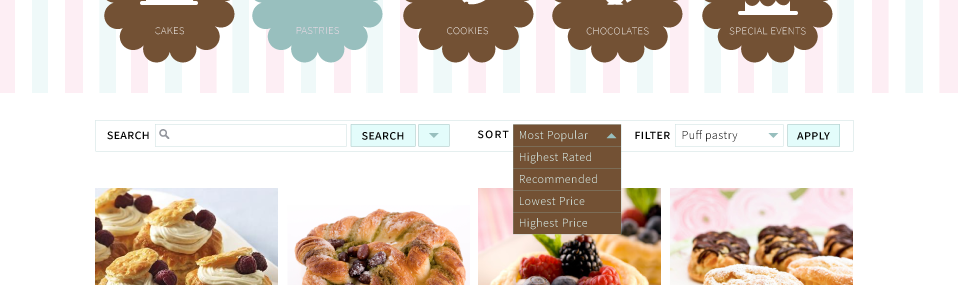 CAKES
PASTRIES
COOKIES
CHOCOLATES
SPECIAL EVENTS
SEARCH SEARCH SORT Most Popular FILTER Puff pastry APPLY
Highest Rated
Recommended
Lowest Price
Highest Price